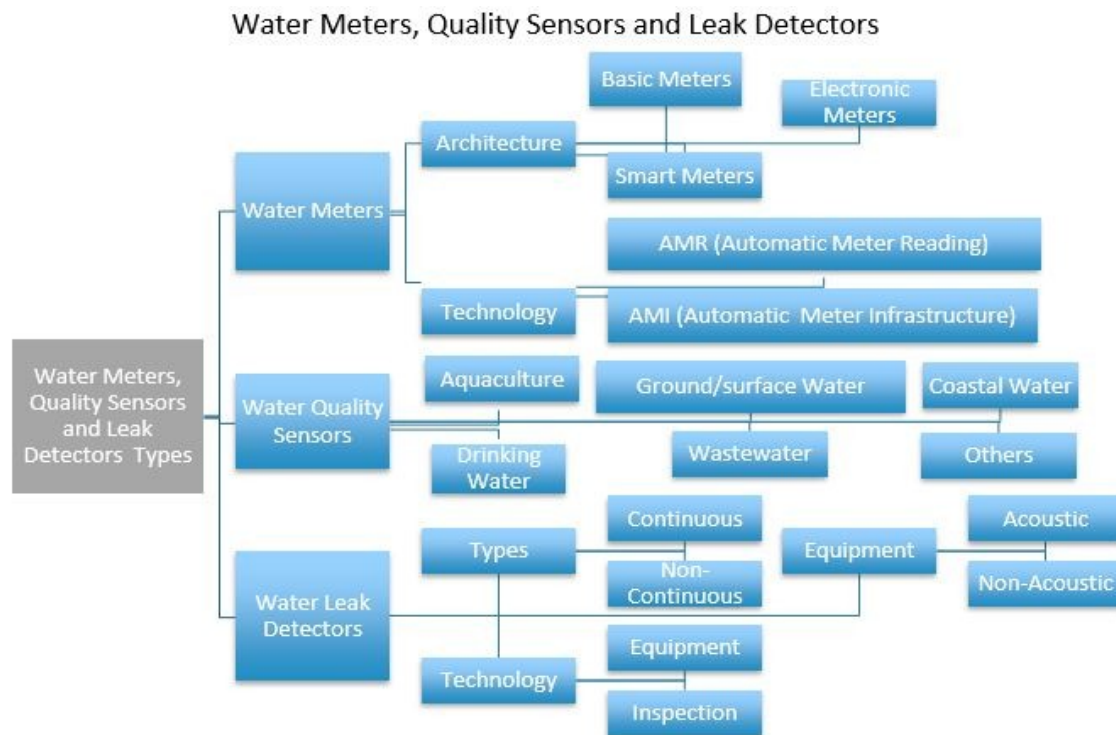 Water Meters, Quality Sensors and Leak Detectors
Basic Meters
Electronic
Meters
Architecture
Smart Meters
Water Meters
AMR (Automatic Meter Reading)
Technology
AMI (Automatic  Meter Infrastructure)
Water Meters,
Quality Sensors
and Leak
Detectors  Types
Aquaculture
Ground/surface Water
Coastal Water
Water Quality
Sensors
Drinking
Water
Wastewater
Others
Continuous
Acoustic
Types
Equipment
Non-
Continuous
Non-Acoustic
Water Leak
Detectors
Equipment
Technology
Inspection